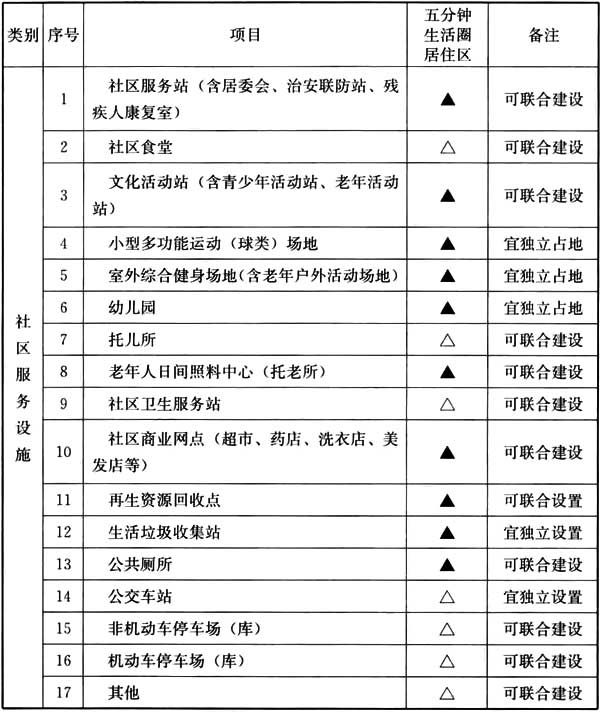 类别 序号 项目 五分钟生活圈居住区 备注
社区服务设施
1 社区服务站（含居委会、治安联防站、残 ▲ 可联合建设
疾人康复室）
2 社区食堂 △ 可联合建设
3 文化活动站（含青少年活动站、老年活动 ▲ 可联合建设
站）
4 小型多功能运动（球类）场地 ▲ 宜独立占地
5 室外综合健身场地（含老年户外活动场地） ▲ 宜独立占地
6 幼儿园 ▲ 宜独立占地
7 托儿所 △ 可联合建设
8 老年人日间照料中心（托老所） ▲ 可联合建设
9 社区卫生服务站 △ 可联合建设
10 社区商业网点（超市、药店、洗衣店、美 ▲ 可联合建设
发店等）
11 再生资源回收点 ▲ 可联合设置
12 生活垃圾收集站 ▲ 宜独立设置
13 公共厕所 ▲ 可联合建设
14 公交车站 △ 宜独立设置
15 非机动车停车场（库） △ 可联合建设
16 机动车停车场（库） △ 可联合建设
17 其他 △ 可联合建设